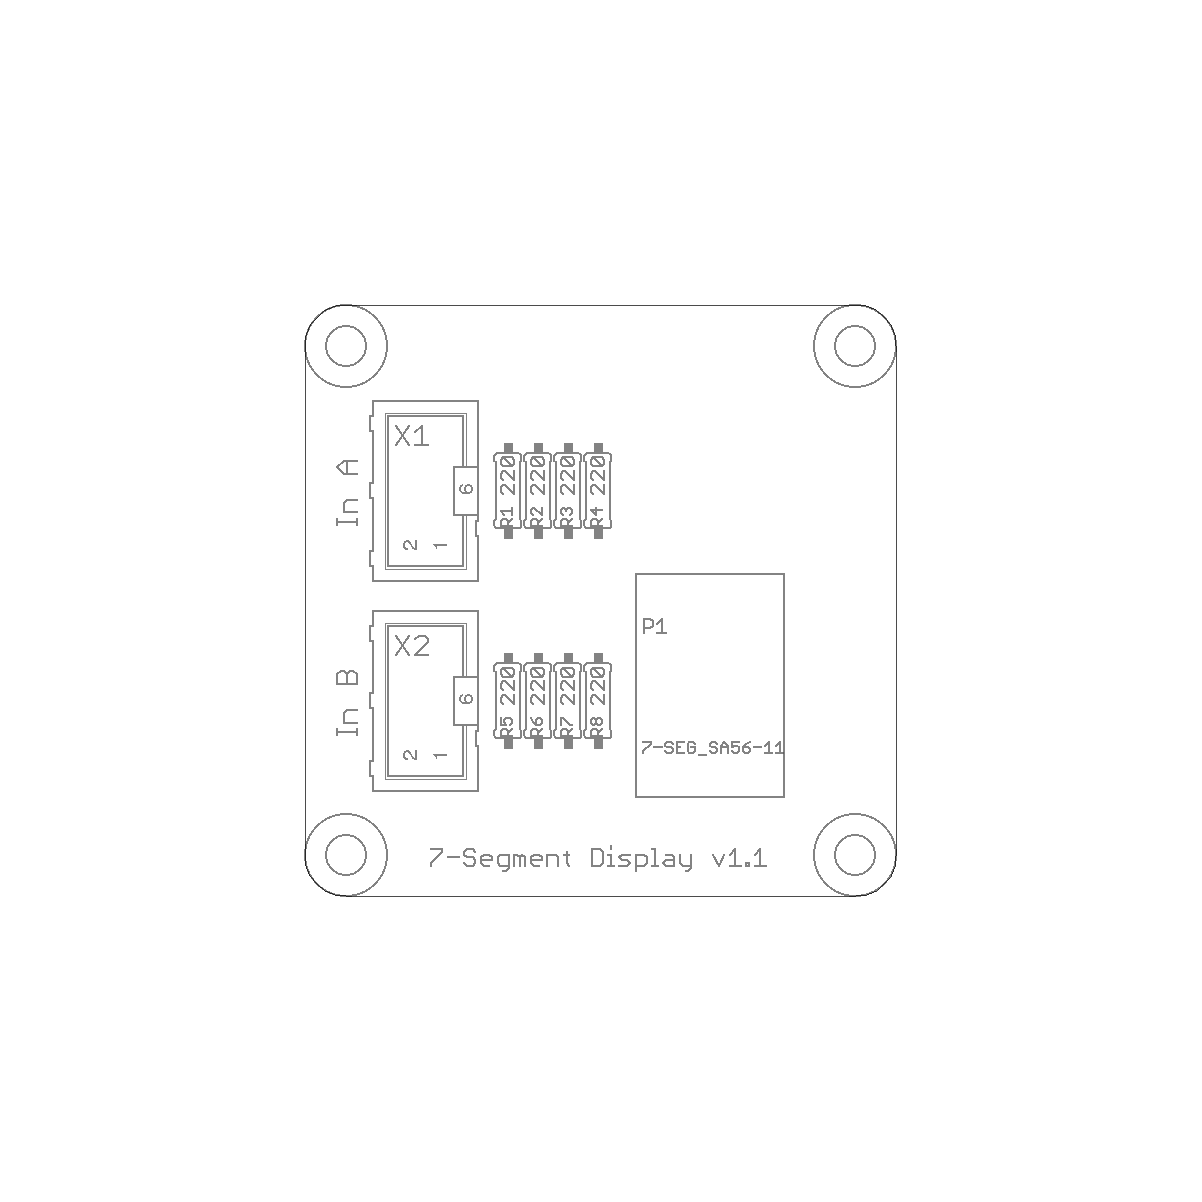 X1
In A
6
2 1
R1 220
R2 220
R3 220
R4 220
X2
In B
6
2 1
R5 220
R6 220
R7 220
R8 220
P1
7-SEG_SA56-11
7-Segment Display v1.1